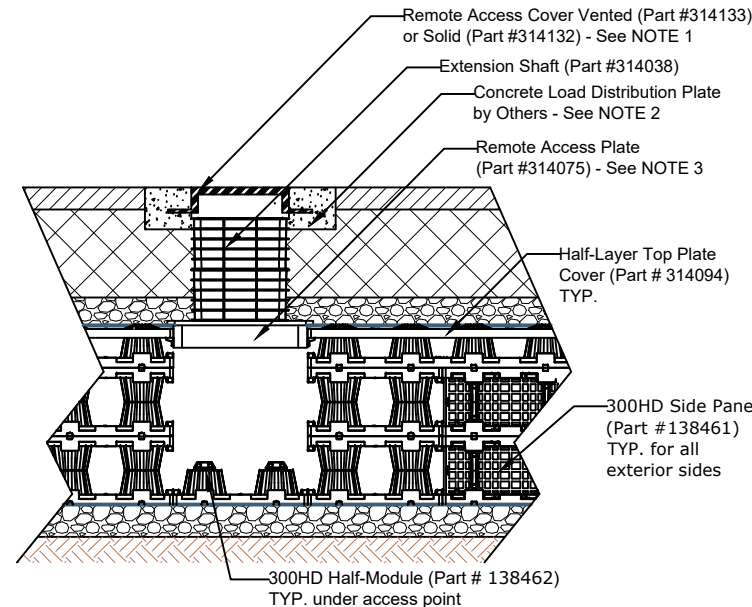 Remote Access Cover Vented (Part #314133)
or Solid (Part #314132) - See NOTE 1
Extension Shaft (Part #314038)
Concrete Load Distribution Plate
by Others - See NOTE 2
Remote Access Plate
(Part #314075) - See NOTE 3
Half-Layer Top Plate
Cover (Part # 314094)
TYP.
300HD Side Pane
(Part #138461)
TYP. for all
exterior sides
300HD Half-Module (Part # 138462)
TYP. under access point